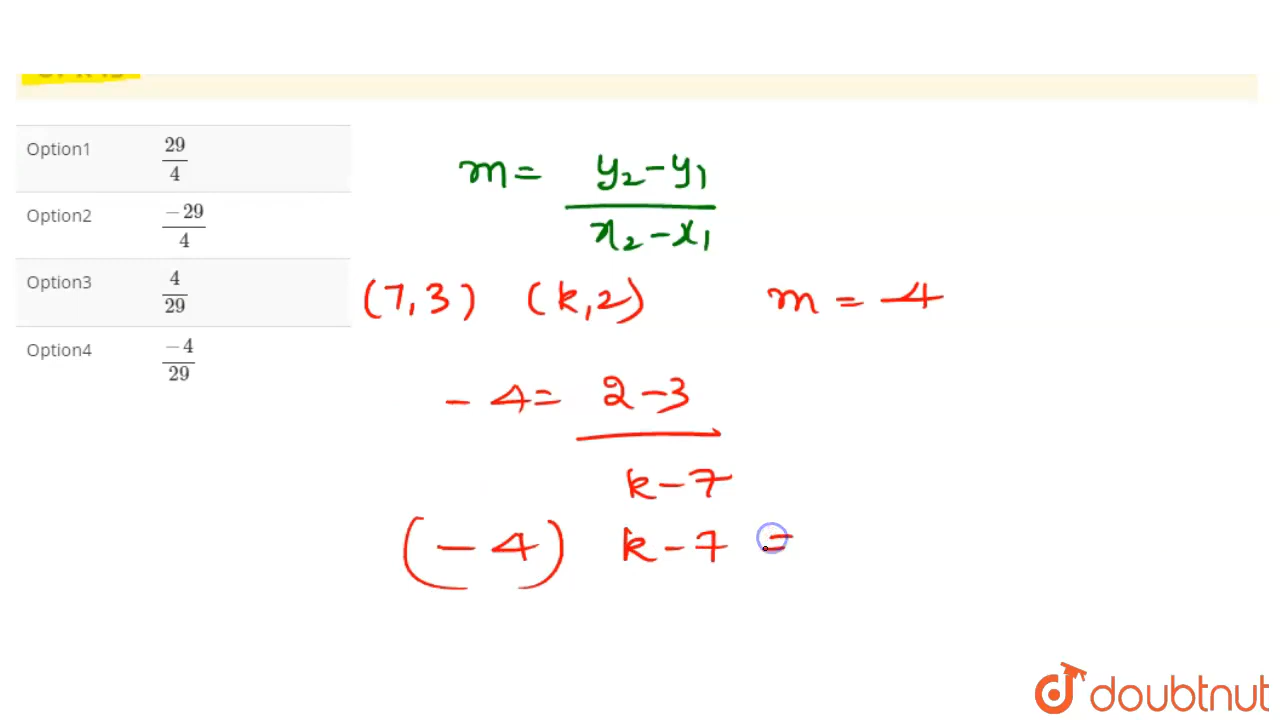 Option1 29/4
Option2 -29/4
Option3 4/29
Option4 -4/29
m = y₂-y₁ / x₂-x₁
(7,3) (k,2) m = -4
-4 = 2-3 / k-7
(-4) k-7 =
doubtnut